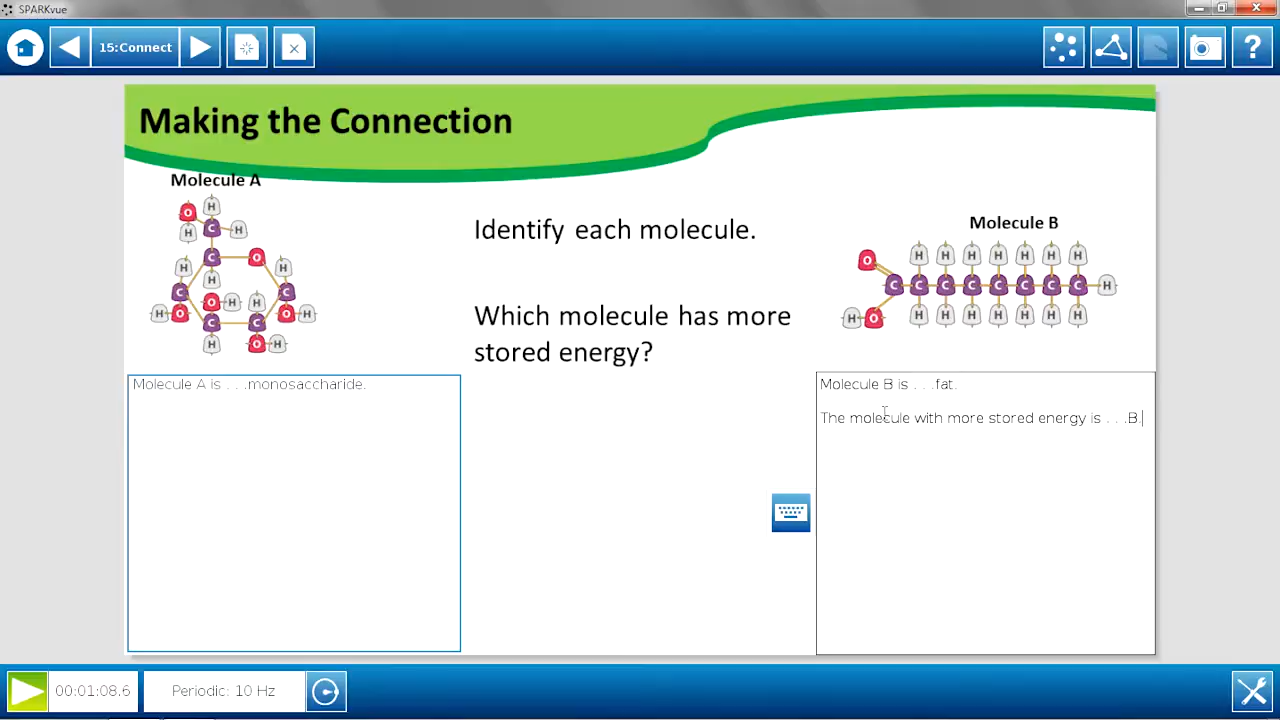 SPARKvue
15:Connect
?
Making the Connection
Molecule A
H
O
H
C
H
H
C
O
H
H
H
C
O
H
H
C
H
O
C
C
O
H
H
O
H
Identify each molecule.
Which molecule has more
stored energy?
Molecule B
H H H H H H H
O
C C C C C C C C H
H O H H H H H H H
Molecule A is . . .monosaccharide.
Molecule B is . . .fat.
The molecule with more stored energy is . . .B.
00:01:08.6
Periodic: 10 Hz